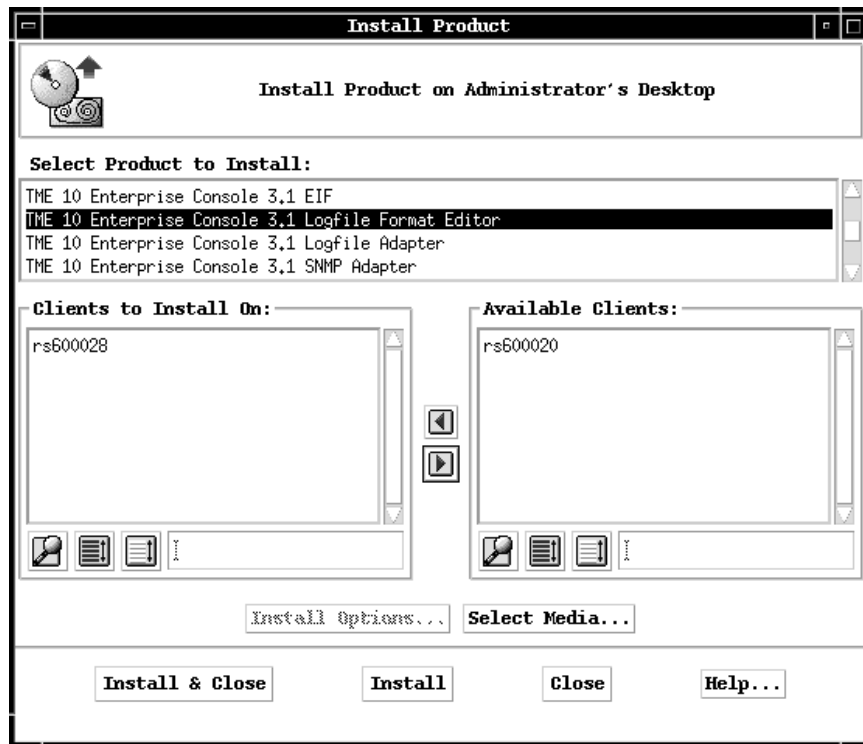 Install Product
Install Product on Administrator's Desktop
Select Product to Install:
TME 10 Enterprise Console 3.1 EIF
TME 10 Enterprise Console 3.1 Logfile Format Editor
TME 10 Enterprise Console 3.1 Logfile Adapter
TME 10 Enterprise Console 3.1 SNMP Adapter
Clients to Install On:
Available Clients:
rs600028
rs600020
Install Options...
Select Media...
Install & Close
Install
Close
Help...